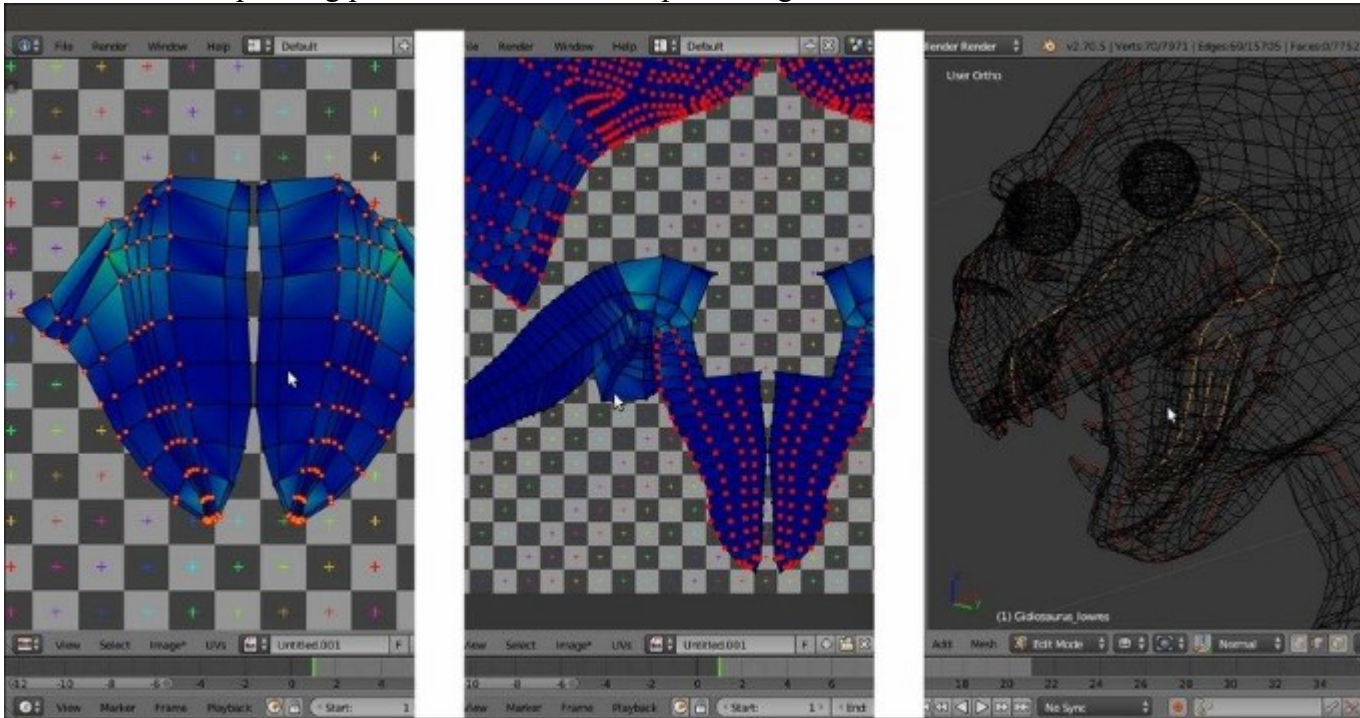 File Render Window Help Default
View Select Image* UVs Untitled.001 F
-12 -10 -8 -6 -4 -2 0 2 4
View Marker Frame Playback Start: 1
File Render Window Help Default
View Select Image* UVs Untitled.001 F
-10 -8 -6 -4 -2 0 2 4 6
View Marker Frame Playback Start: 1 End:
Blender Render v2.70.5 | Verts:70/7971 | Edges:60/15705 | Faces:0/7752
User Ortho
(1) Gidiosaurus_lowres
Add Mesh Edit Mode Normal
18 20 22 24 26 28 30 32 34
No Sync